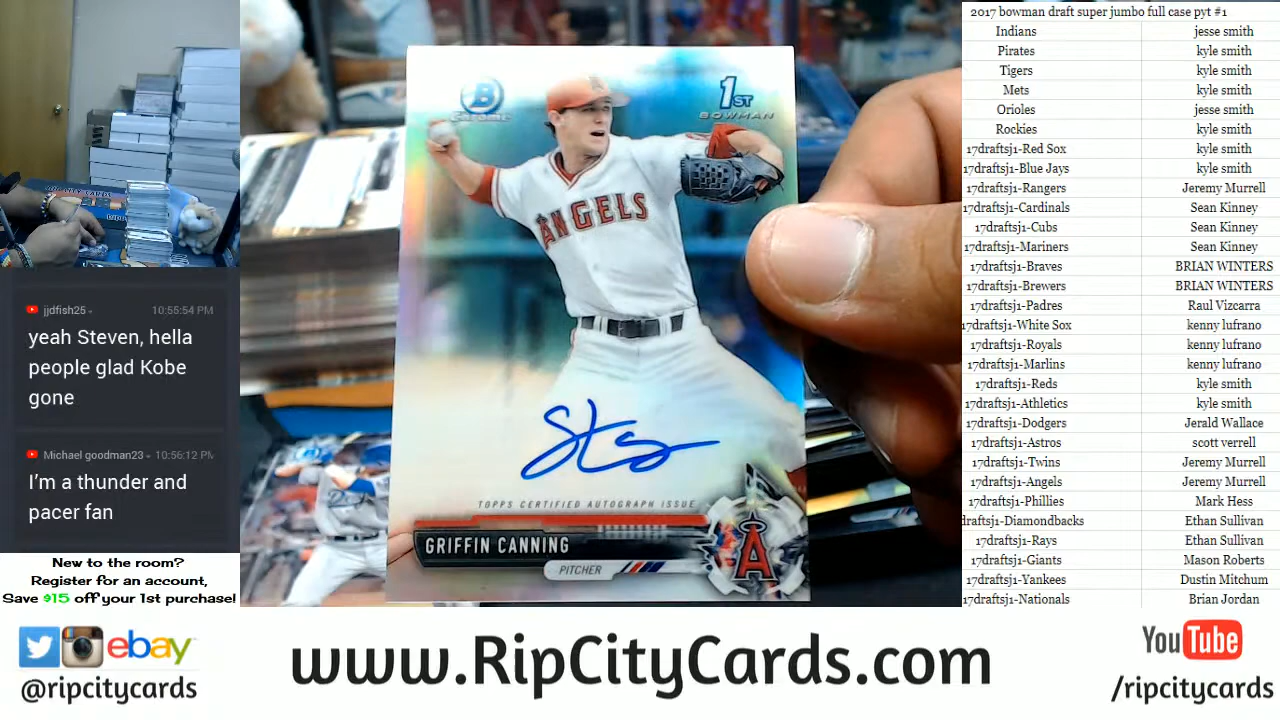 jjdfish25
10:55:54 PM
yeah Steven, hella
people glad Kobe
gone
Michael goodman23
10:56:12 PM
I'm a thunder and
pacer fan
New to the room?
Register for an account,
Save $15 off your 1st purchase!
B
Chrome
1ST
BOWMAN
ANGELS
TOPPS CERTIFIED AUTOGRAPH ISSUE
GRIFFIN CANNING
PITCHER
A
2017 bowman draft super jumbo full case pyt #1
Indians jesse smith
Pirates kyle smith
Tigers kyle smith
Mets kyle smith
Orioles jesse smith
Rockies kyle smith
17draftsj1-Red Sox kyle smith
17draftsj1-Blue Jays kyle smith
17draftsj1-Rangers Jeremy Murrell
17draftsj1-Cardinals Sean Kinney
17draftsj1-Cubs Sean Kinney
17draftsj1-Mariners Sean Kinney
17draftsj1-Braves BRIAN WINTERS
17draftsj1-Brewers BRIAN WINTERS
17draftsj1-Padres Raul Vizcarra
17draftsj1-White Sox kenny lufrano
17draftsj1-Royals kenny lufrano
17draftsj1-Marlins kenny lufrano
17draftsj1-Reds kyle smith
17draftsj1-Athletics kyle smith
17draftsj1-Dodgers Jerald Wallace
17draftsj1-Astros scott verrell
17draftsj1-Twins Jeremy Murrell
17draftsj1-Angels Jeremy Murrell
17draftsj1-Phillies Mark Hess
draftsj1-Diamondbacks Ethan Sullivan
17draftsj1-Rays Ethan Sullivan
17draftsj1-Giants Mason Roberts
17draftsj1-Yankees Dustin Mitchum
17draftsj1-Nationals Brian Jordan
ebay
@ripcitycards
www.RipCityCards.com
YouTube
/ripcitycards